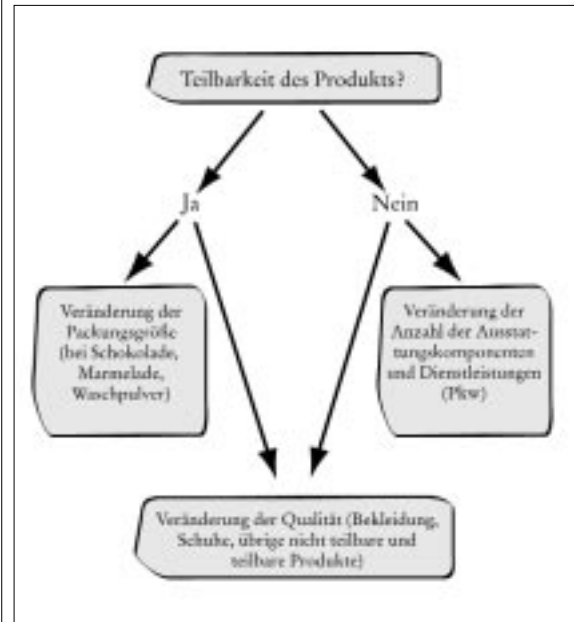 Teilbarkeit des Produkts?
Ja
Nein
Veränderung der
Packungsgröße
(bei Schokolade,
Marmelade,
Waschpulver)
Veränderung der
Anzahl der Ausstat-
tungskomponenten
und Dienstleistungen
(Pkw)
Veränderung der Qualität (Bekleidung,
Schuhe, übrige nicht teilbare und
teilbare Produkte)